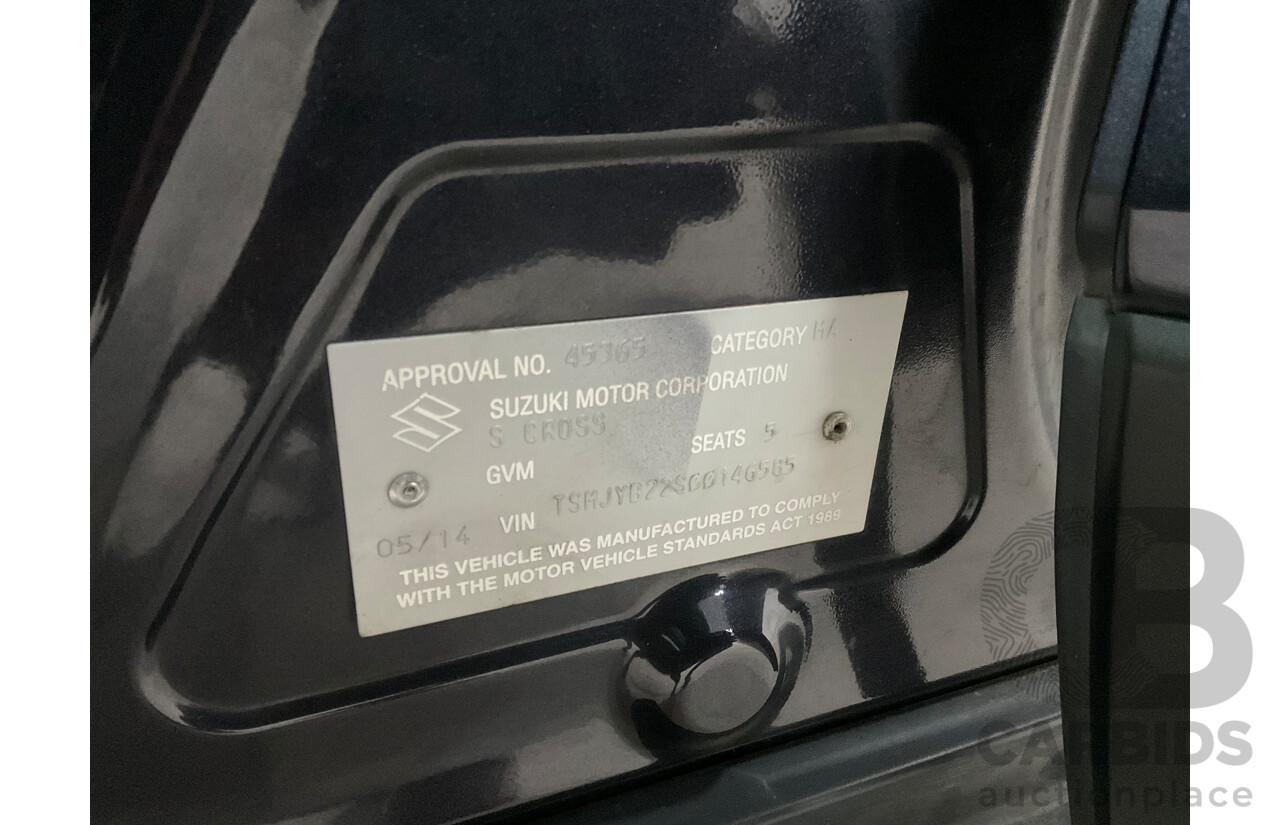 APPROVAL NO. 45365 CATEGORY MA
SUZUKI MOTOR CORPORATION
S CROSS
GVM SEATS 5
05/14 VIN
THIS VEHICLE WAS MANUFACTURED TO COMPLY
WITH THE MOTOR VEHICLE STANDARDS ACT 1989
CARBIDS
auctionplace